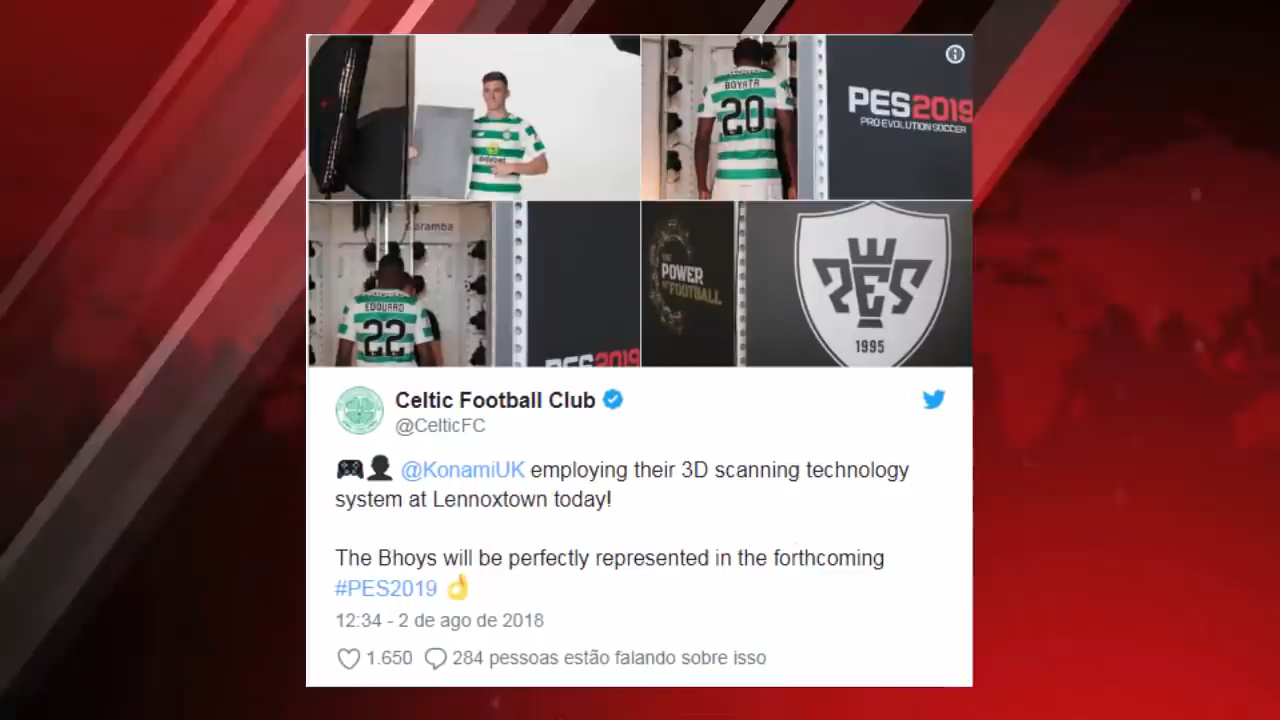 BOYATA
20
PES2019
PRO EVOLUTION SOCCER
EDOUARD
22
PES2019
THE
POWER
OF FOOTBALL
PES
1995
Celtic Football Club
@CelticFC
🎮👤 @KonamiUK employing their 3D scanning technology
system at Lennoxtown today!
The Bhoys will be perfectly represented in the forthcoming
#PES2019 👌
12:34 - 2 de ago de 2018
1.650 284 pessoas estão falando sobre isso